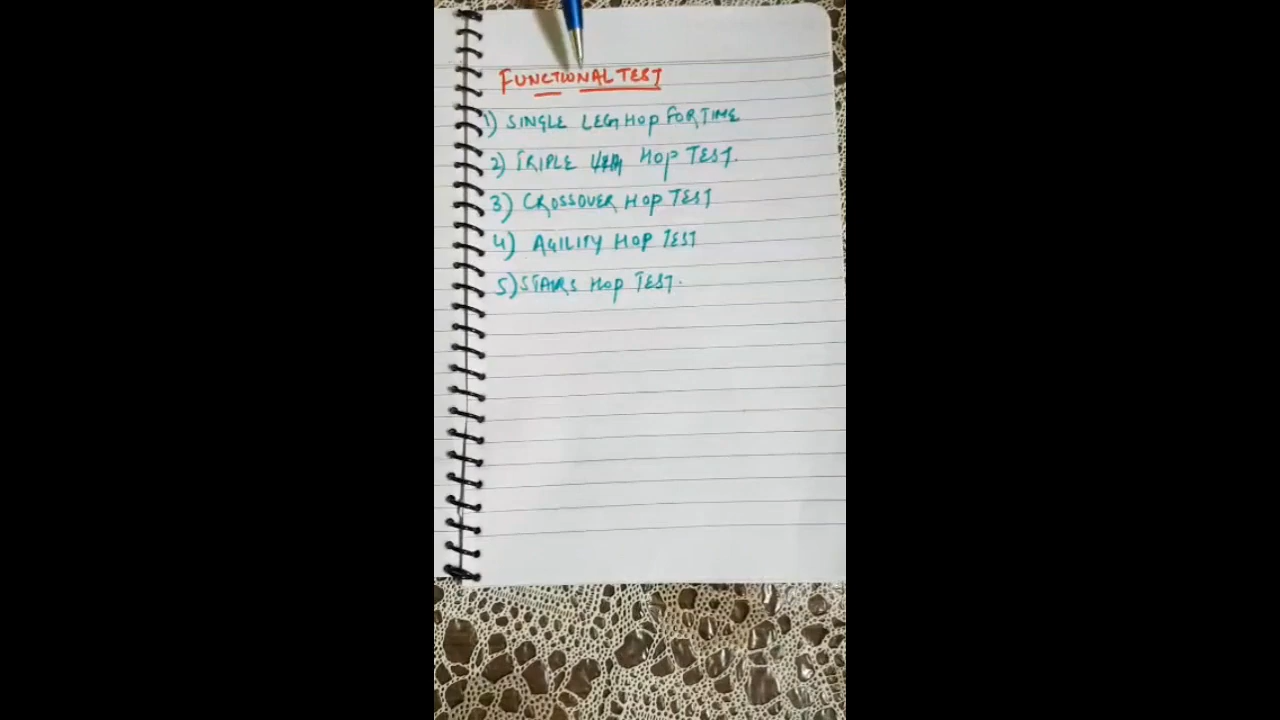 FUNCTIONAL TEST
1) SINGLE LEG HOP FOR TIME
2) TRIPLE HOP TEST.
3) CROSSOVER HOP TEST
4) AGILITY HOP TEST
5) STAIRS HOP TEST.